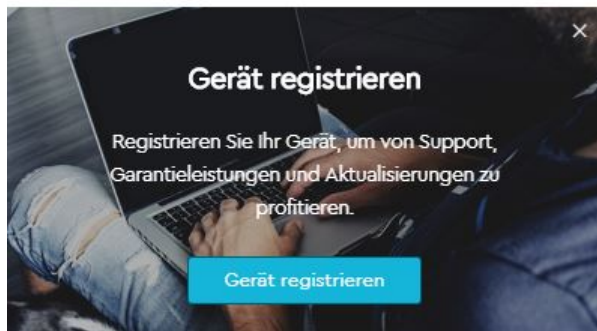 Gerät registrieren
Registrieren Sie Ihr Gerät, um von Support,
Garantieleistungen und Aktualisierungen zu
profitieren.
Gerät registrieren